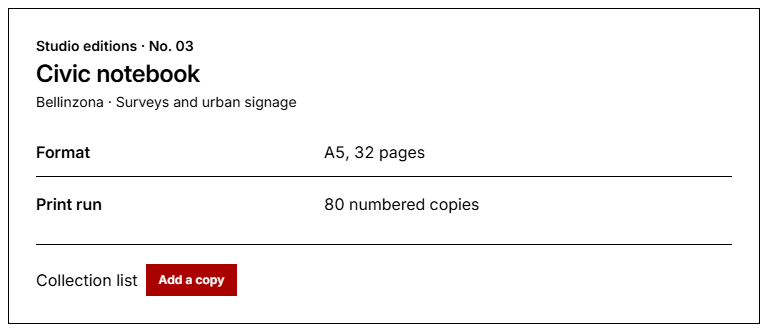 Studio editions · No. 03
Civic notebook
Bellinzona · Surveys and urban signage
Format A5, 32 pages
Print run 80 numbered copies
Collection list Add a copy